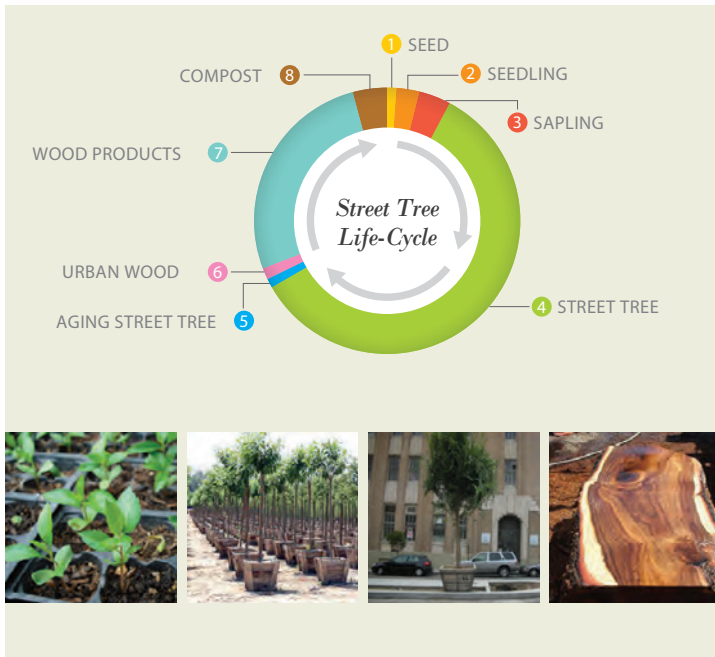 1 SEED
2 SEEDLING
3 SAPLING
4 STREET TREE
AGING STREET TREE 5
URBAN WOOD 6
WOOD PRODUCTS 7
COMPOST 8
Street Tree
Life-Cycle